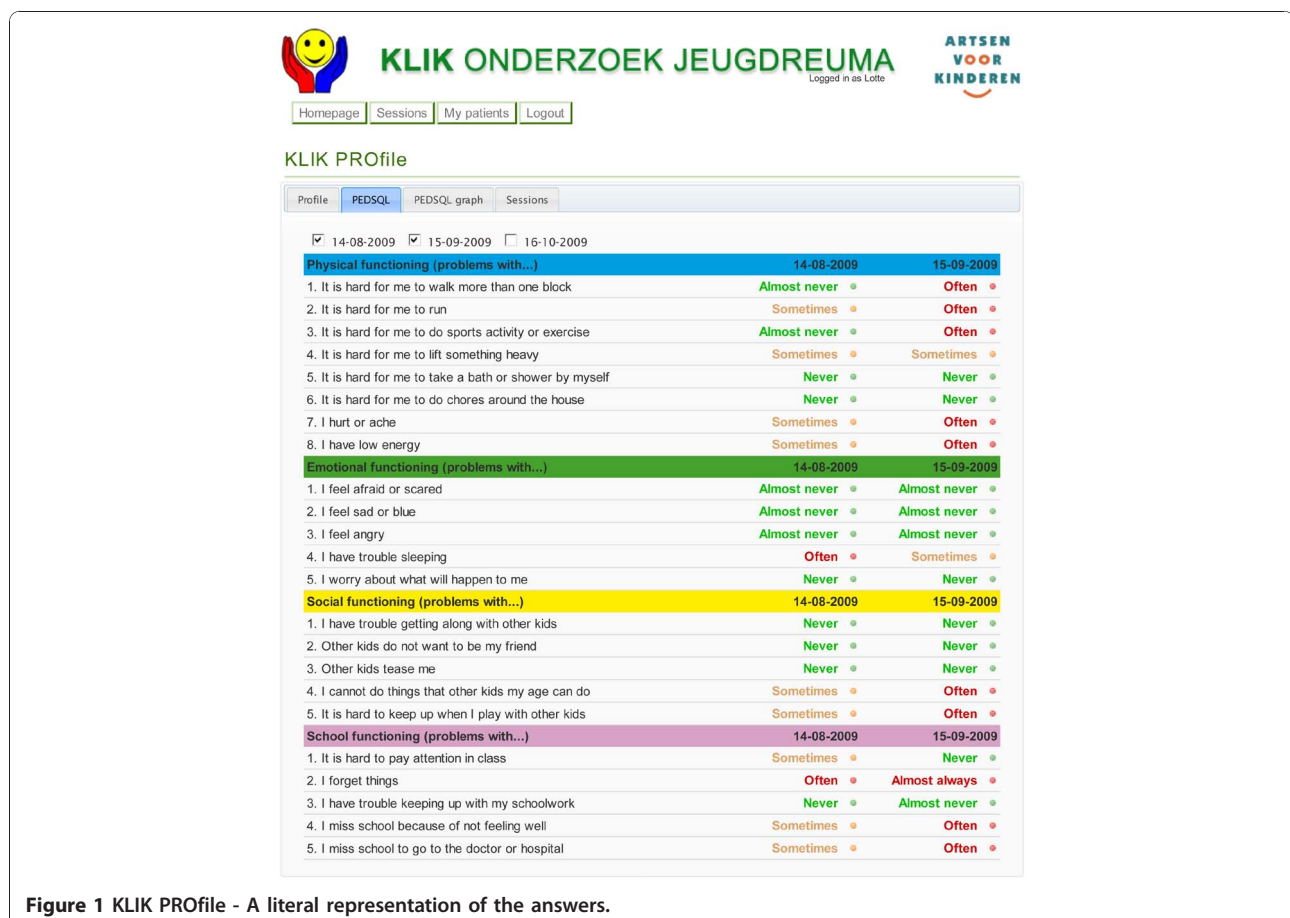 KLIK ONDERZOEK JEUGDREUMA
Logged in as Lotte
ARTSEN
VOOR
KINDEREN
Homepage Sessions My patients Logout
KLIK PROfile
Profile PEDSQL PEDSQL graph Sessions
14-08-2009 15-09-2009 16-10-2009
Physical functioning (problems with...) 14-08-2009 15-09-2009
1. It is hard for me to walk more than one block Almost never Often
2. It is hard for me to run Sometimes Often
3. It is hard for me to do sports activity or exercise Almost never Often
4. It is hard for me to lift something heavy Sometimes Sometimes
5. It is hard for me to take a bath or shower by myself Never Never
6. It is hard for me to do chores around the house Never Never
7. I hurt or ache Sometimes Often
8. I have low energy Sometimes Often
Emotional functioning (problems with...) 14-08-2009 15-09-2009
1. I feel afraid or scared Almost never Almost never
2. I feel sad or blue Almost never Almost never
3. I feel angry Almost never Almost never
4. I have trouble sleeping Often Sometimes
5. I worry about what will happen to me Never Never
Social functioning (problems with...) 14-08-2009 15-09-2009
1. I have trouble getting along with other kids Never Never
2. Other kids do not want to be my friend Never Never
3. Other kids tease me Never Never
4. I cannot do things that other kids my age can do Sometimes Often
5. It is hard to keep up when I play with other kids Sometimes Often
School functioning (problems with...) 14-08-2009 15-09-2009
1. It is hard to pay attention in class Sometimes Never
2. I forget things Often Almost always
3. I have trouble keeping up with my schoolwork Never Almost never
4. I miss school because of not feeling well Sometimes Often
5. I miss school to go to the doctor or hospital Sometimes Often
Figure 1 KLIK PROfile - A literal representation of the answers.